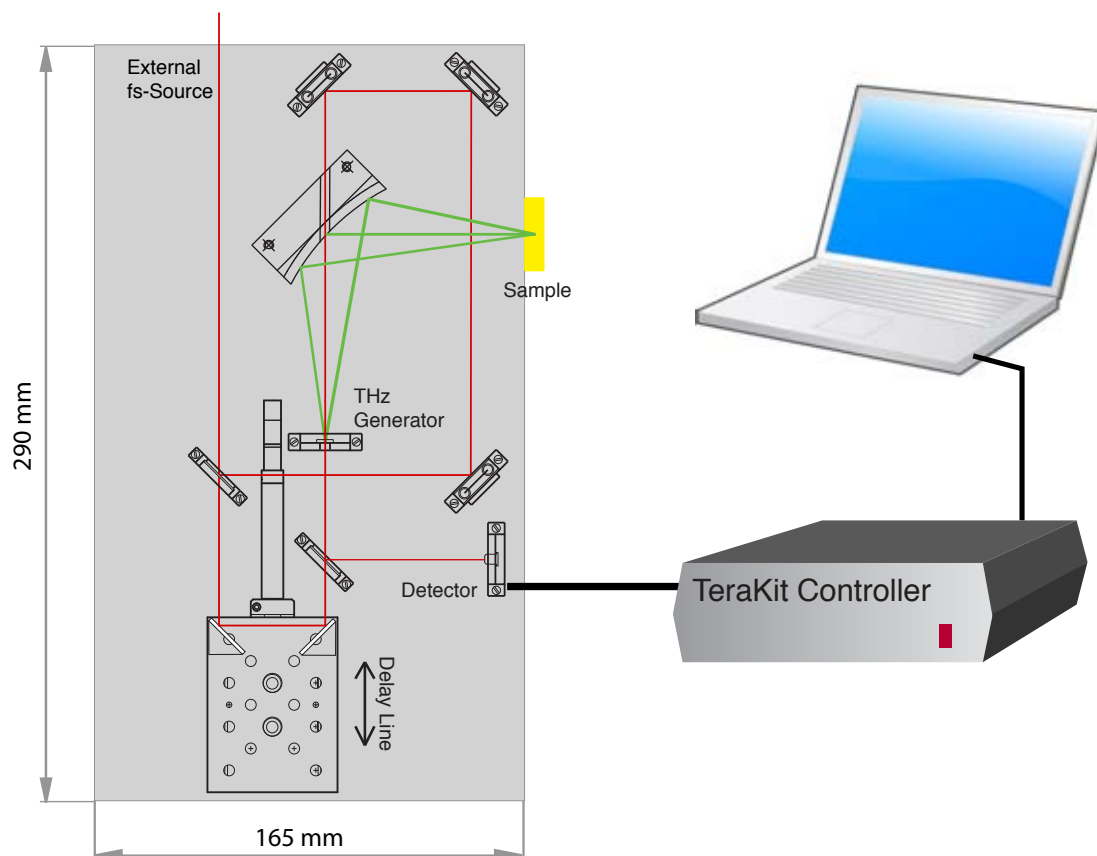 External
fs-Source
Sample
THz
Generator
290 mm
Detector
TeraKit Controller
Delay Line
165 mm